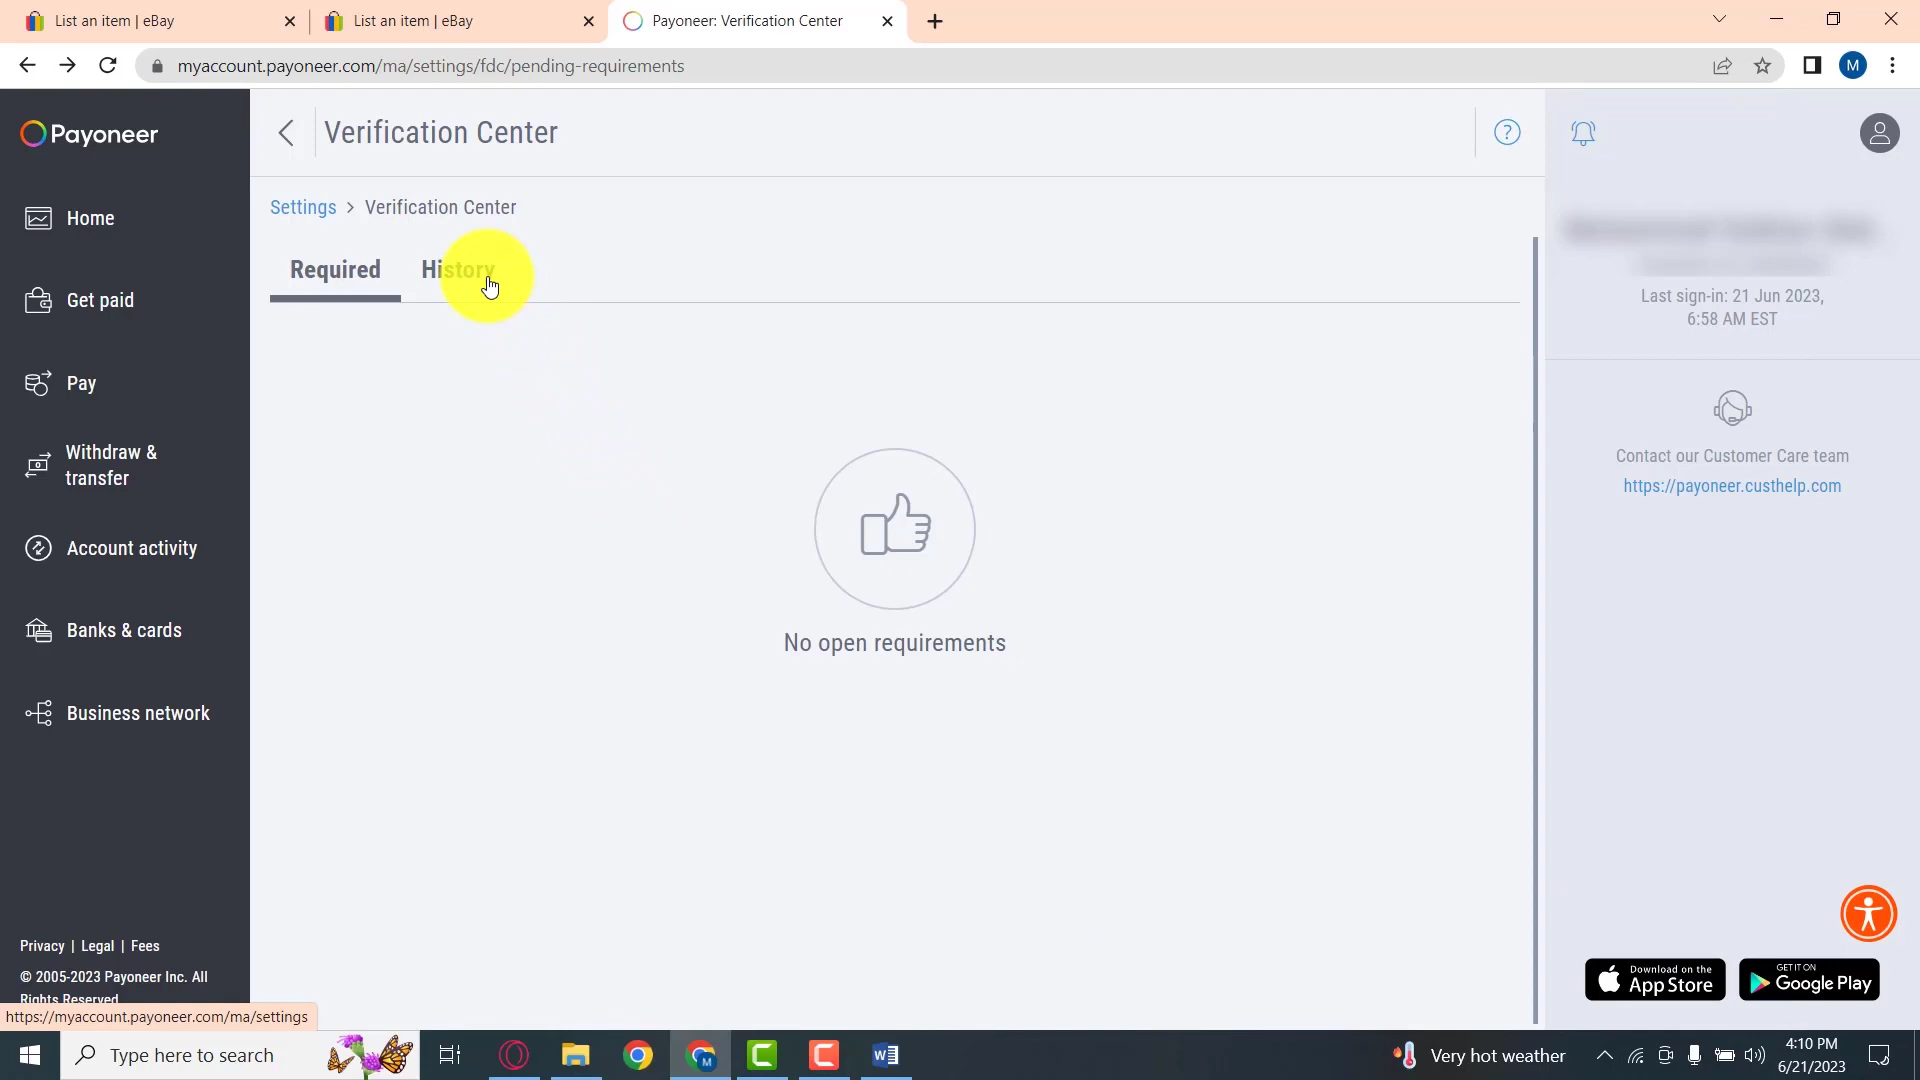 List an item | eBay
List an item | eBay
Payoneer: Verification Center
myaccount.payoneer.com/ma/settings/fdc/pending-requirements
M
Payoneer
Verification Center
?
Home
Settings > Verification Center
Required
History
Get paid
Last sign-in: 21 Jun 2023,
6:58 AM EST
Pay
Withdraw &
transfer
Contact our Customer Care team
https://payoneer.custhelp.com
Account activity
No open requirements
Banks & cards
Business network
Privacy | Legal | Fees
© 2005-2023 Payoneer Inc. All
Rights Reserved
Download on the
App Store
GET IT ON
Google Play
https://myaccount.payoneer.com/ma/settings
Type here to search
Very hot weather
4:10 PM
6/21/2023